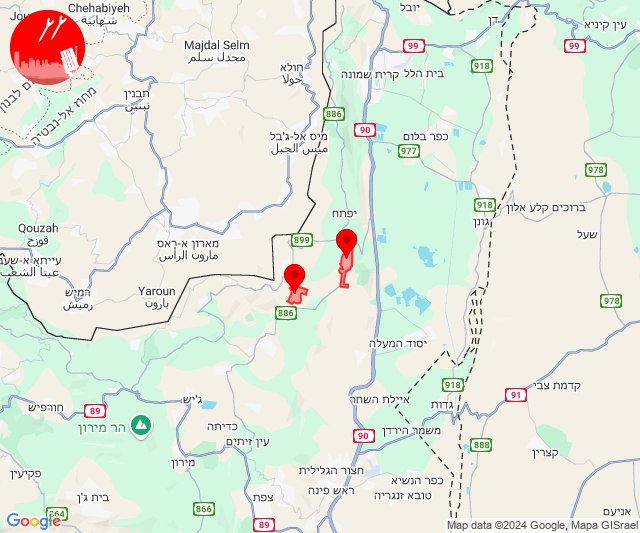 Chehabiyeh
شهابية
יובל
דן
עין קיניא
99
99
Majdal Selm
מגדל سلم
חולא
حولا
קרית שמונה
בית הלל
918
מחוז אל-נבטיה
תבנין
تبنين
886
מיס אל-ג'בל
ميس الجبل
90
כפר בלום
977
978
918
יפתח
גונן
ברוכים קלע אלון
שעל
Qouzah
قوزح
מארון א-ראס
مارون الراس
899
עייתא א-שעב
عيتا الشعب
רמיש
رميش
Yaroun
يارون
886
978
יסוד המעלה
918
קדמת צבי
91
ג'יש
איילת השחר
גדות
חורפיש
89
הר מירון
כדיתה
עין זיתים
90
משמר הירדן
888
קצרין
מירון
פקיעין
חצור הגלילית
ראש פינה
כפר הנשיא
טובא זנגריה
בית ג'ן
צפת
864
866
89
אניעם
Google
Map data ©2024 Google, Mapa GISrael